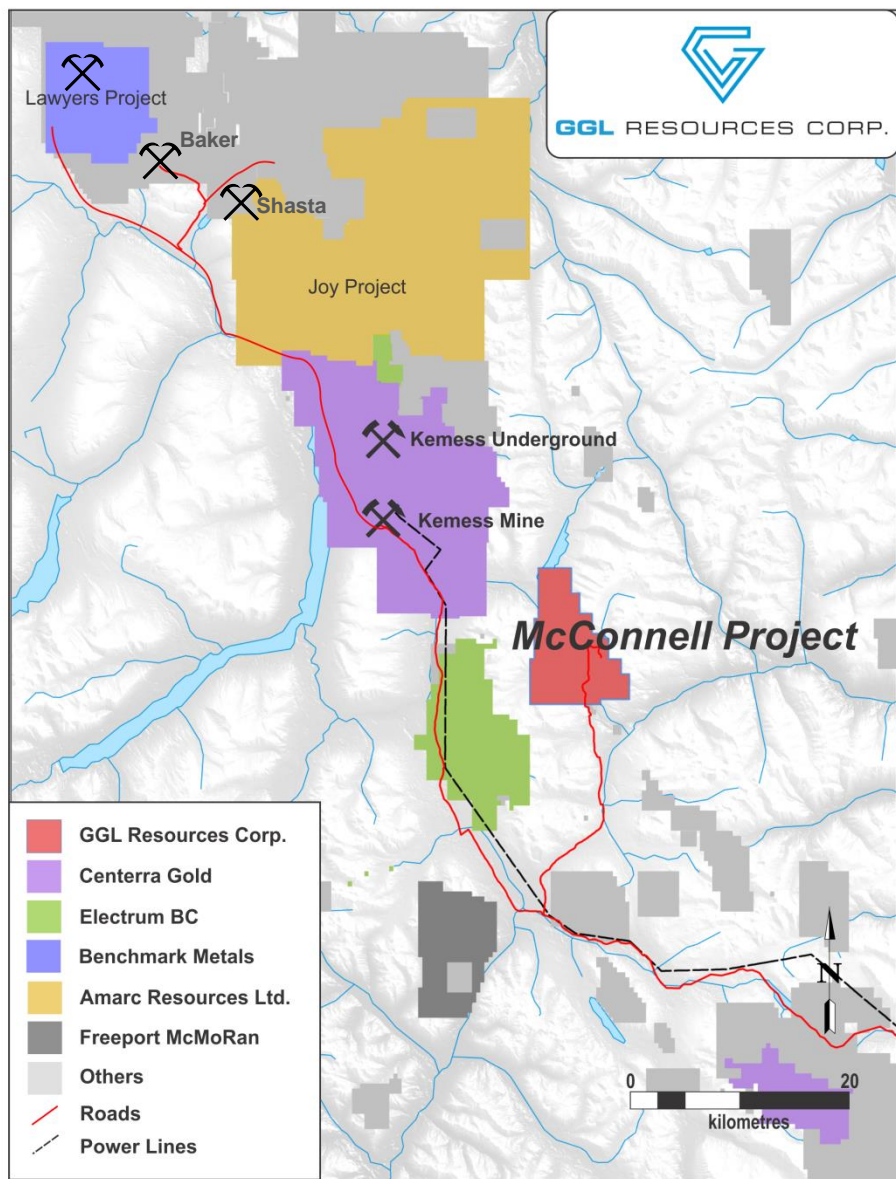 GGL RESOURCES CORP.
Lawyers Project
Baker
Shasta
Joy Project
Kemess Underground
Kemess Mine
McConnell Project
GGL Resources Corp.
Centerra Gold
Electrum BC
Benchmark Metals
Amarc Resources Ltd.
Freeport McMoRan
Others
Roads
Power Lines
N
0 20
kilometres